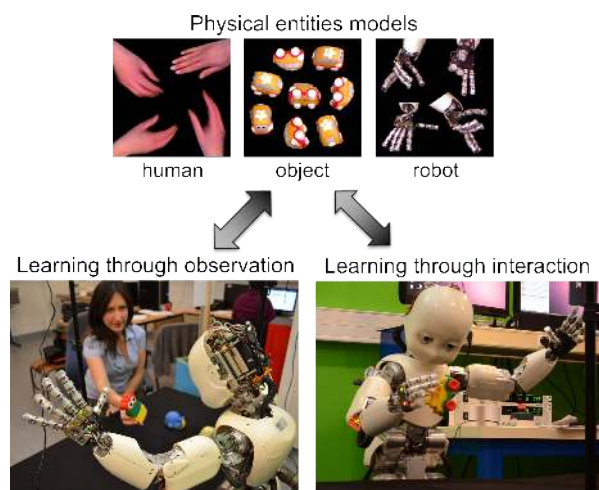 Physical entities models
human
object
robot
Learning through observation
Learning through interaction